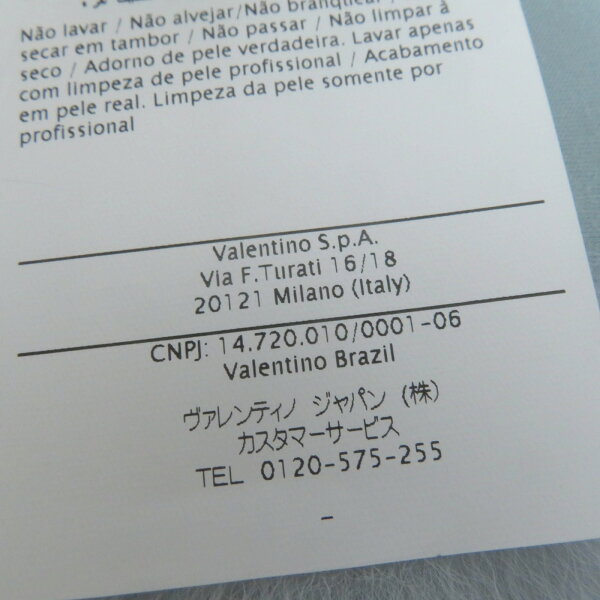 Não lavar / Não alvejar/Não branquear /
secar em tambor / Não passar / Não limpar à
seco / Adorno de pele verdadeira. Lavar apenas
com limpeza de pele profissional / Acabamento
em pele real. Limpeza da pele somente por
profissional
Valentino S.p.A.
Via F.Turati 16/18
20121 Milano (Italy)
CNPJ: 14.720.010/0001-06
Valentino Brazil
ヴァレンティノ ジャパン (株)
カスタマーサービス
TEL 0120-575-255
-